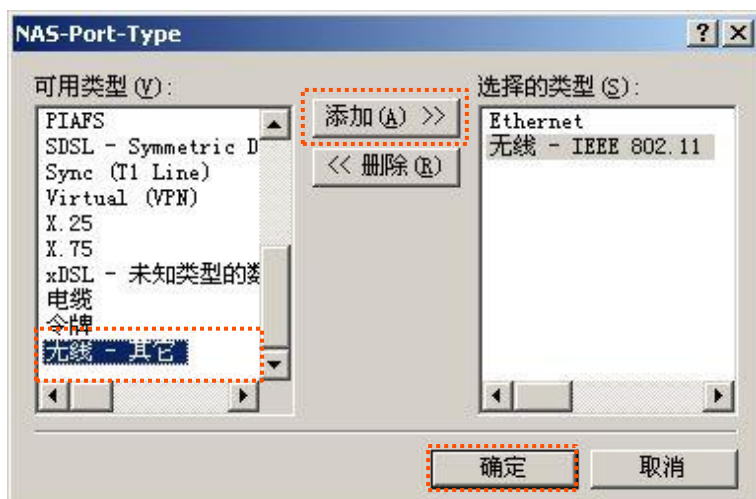 NAS-Port-Type
可用类型(V):
PIAFS
SDSL - Symmetric D
Sync (T1 Line)
Virtual (VPN)
X.25
X.75
xDSL - 未知类型的数
电缆
令牌
无线 - 其它
添加(A) >>
<< 删除(R)
选择的类型(S):
Ethernet
无线 - IEEE 802.11
确定
取消